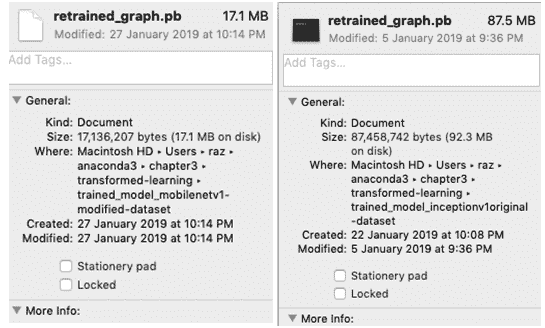 retrained_graph.pb 17.1 MB
Modified: 27 January 2019 at 10:14 PM
Add Tags...
General:
Kind: Document
Size: 17,136,207 bytes (17.1 MB on disk)
Where: Macintosh HD ▸ Users ▸ raz ▸
anaconda3 ▸ chapter3 ▸
transformed-learning ▸
trained_model_mobilenetv1-
modified-dataset
Created: 27 January 2019 at 10:14 PM
Modified: 27 January 2019 at 10:14 PM
Stationery pad
Locked
More Info:
retrained_graph.pb 87.5 MB
Modified: 5 January 2019 at 9:36 PM
Add Tags...
General:
Kind: Document
Size: 87,458,742 bytes (92.3 MB
on disk)
Where: Macintosh HD ▸ Users ▸ raz ▸
anaconda3 ▸ chapter3 ▸
transformed-learning ▸
trained_model_inceptionv1original
-dataset
Created: 22 January 2019 at 10:08 PM
Modified: 5 January 2019 at 9:36 PM
Stationery pad
Locked
More Info: